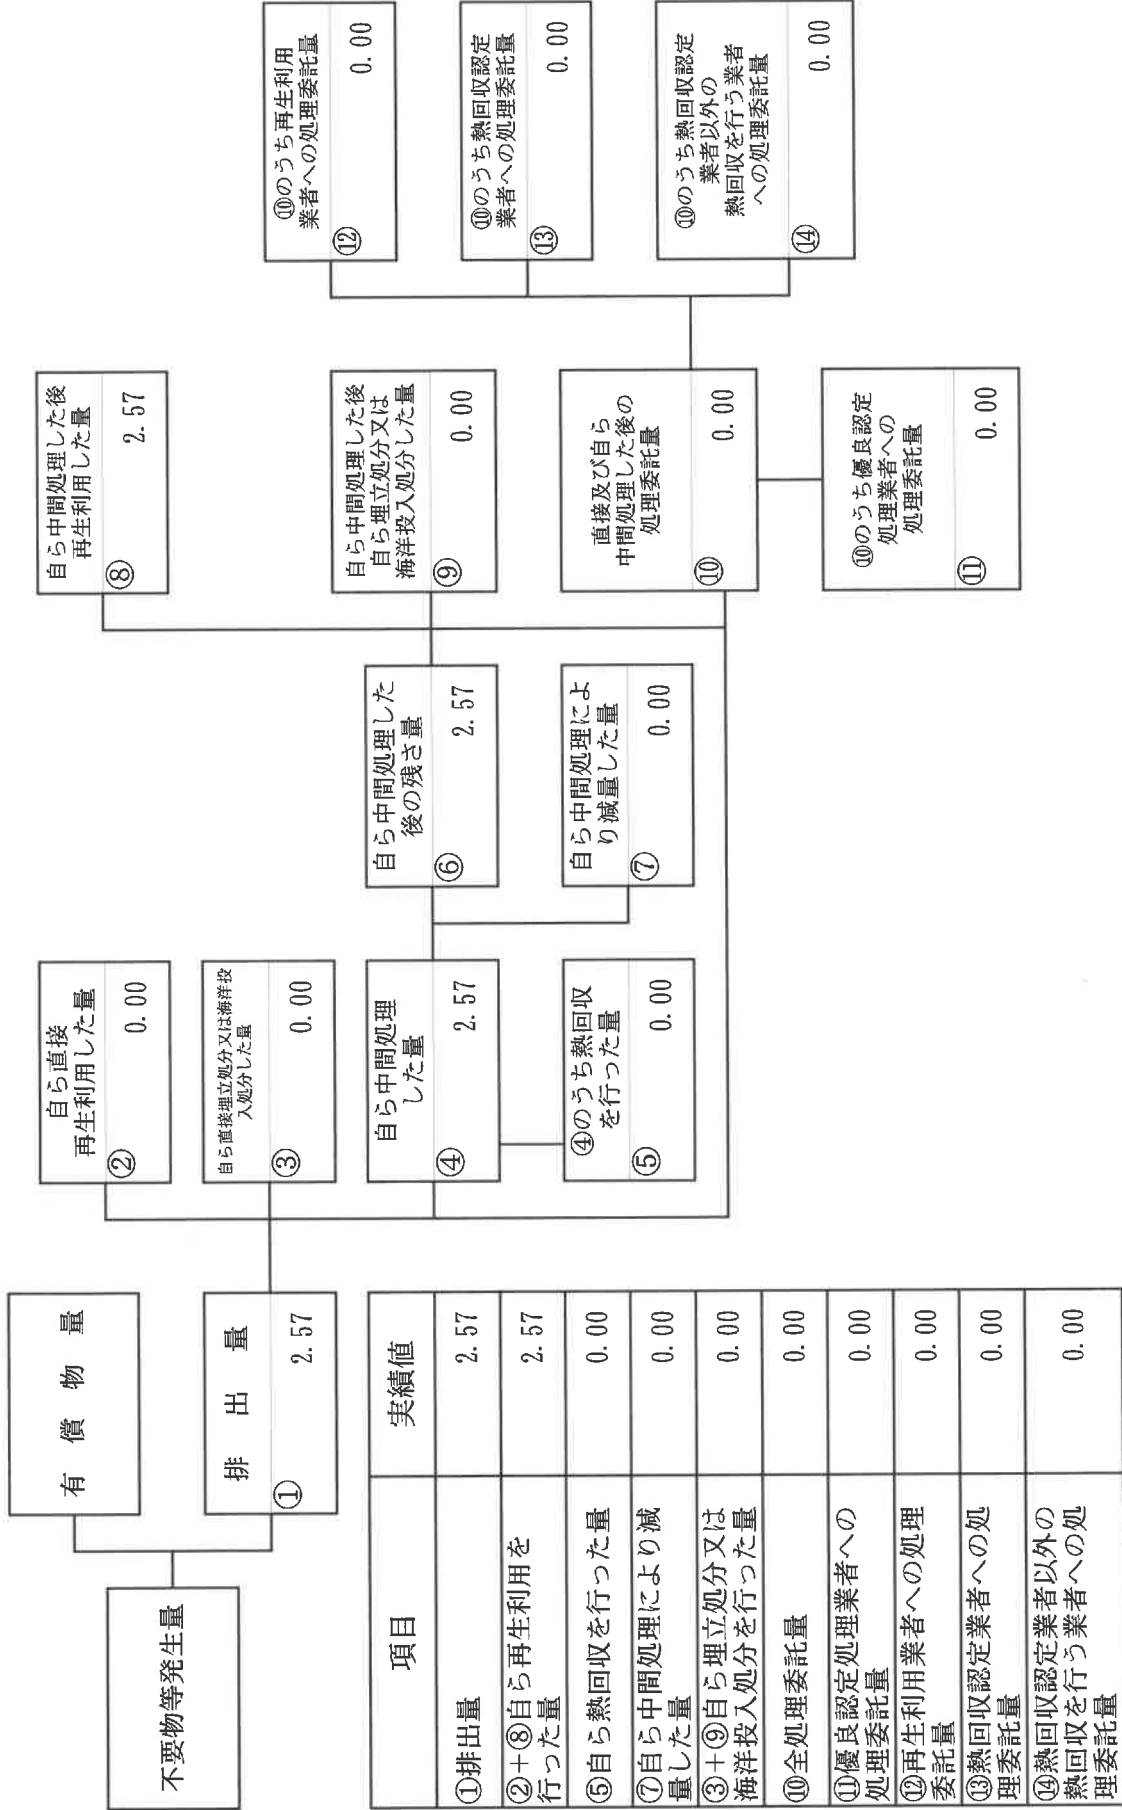 不要物等発生量
有償物量
排出量
①
2.57
自ら直接
再生利用した量
②
0.00
自ら直接埋立処分又は海洋投
入処分した量
③
0.00
自ら中間処理
した量
④
2.57
④のうち熱回収
を行った量
⑤
0.00
自ら中間処理した
後の残さ量
⑥
2.57
自ら中間処理によ
り減量した量
⑦
0.00
自ら中間処理した後
再生利用した量
⑧
2.57
自ら中間処理した後
自ら埋立処分又は
海洋投入処分した量
⑨
0.00
直接及び自ら
中間処理した後の
処理委託量
⑩
0.00
⑩のうち優良認定
処理業者への
処理委託量
⑪
0.00
⑩のうち再生利用
業者への処理委託量
⑫
0.00
⑩のうち熱回収認定
業者への処理委託量
⑬
0.00
⑩のうち熱回収認定
業者以外の
熱回収を行う業者
への処理委託量
⑭
0.00
項目
実績値
①排出量
2.57
②+⑧自ら再生利用を
行った量
2.57
⑤自ら熱回収を行った量
0.00
⑦自ら中間処理により減
量した量
0.00
③+⑨自ら埋立処分又は
海洋投入処分を行った量
0.00
⑩全処理委託量
0.00
⑪優良認定処理業者への
処理委託量
0.00
⑫再生利用業者への処理
委託量
0.00
⑬熱回収認定業者への処
理委託量
0.00
⑭熱回収認定業者以外の
熱回収を行う業者への処
理委託量
0.00